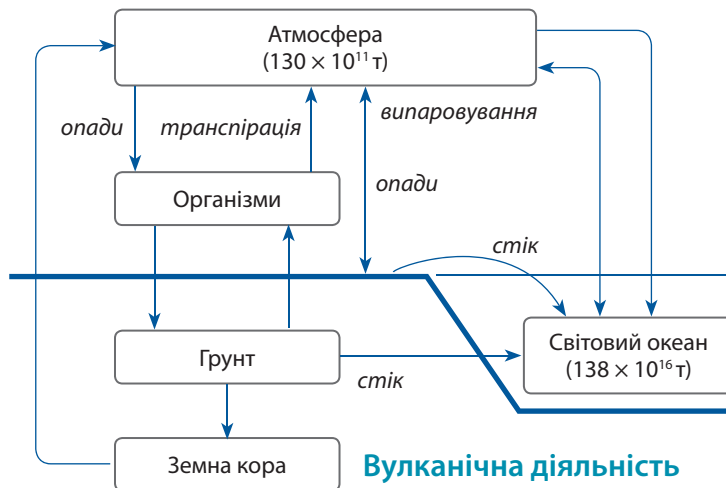 Атмосфера
(130 × 10¹¹ т)
опади
транспірація
випаровування
Організми
опади
стік
Грунт
стік
Світовий океан
(138 × 10¹⁶ т)
Земна кора
Вулканічна діяльність